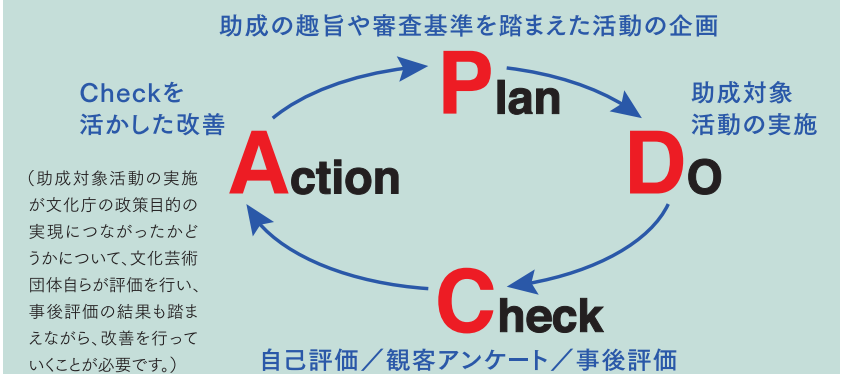 助成の趣旨や審査基準を踏まえた活動の企画
Plan
助成対象
活動の実施
Do
Check
自己評価／観客アンケート／事後評価
Checkを
活かした改善
Action
（助成対象活動の実施
が文化庁の政策目的の
実現につながったかど
うかについて、文化芸術
団体自らが評価を行い、
事後評価の結果も踏ま
えながら、改善を行って
いくことが必要です。）